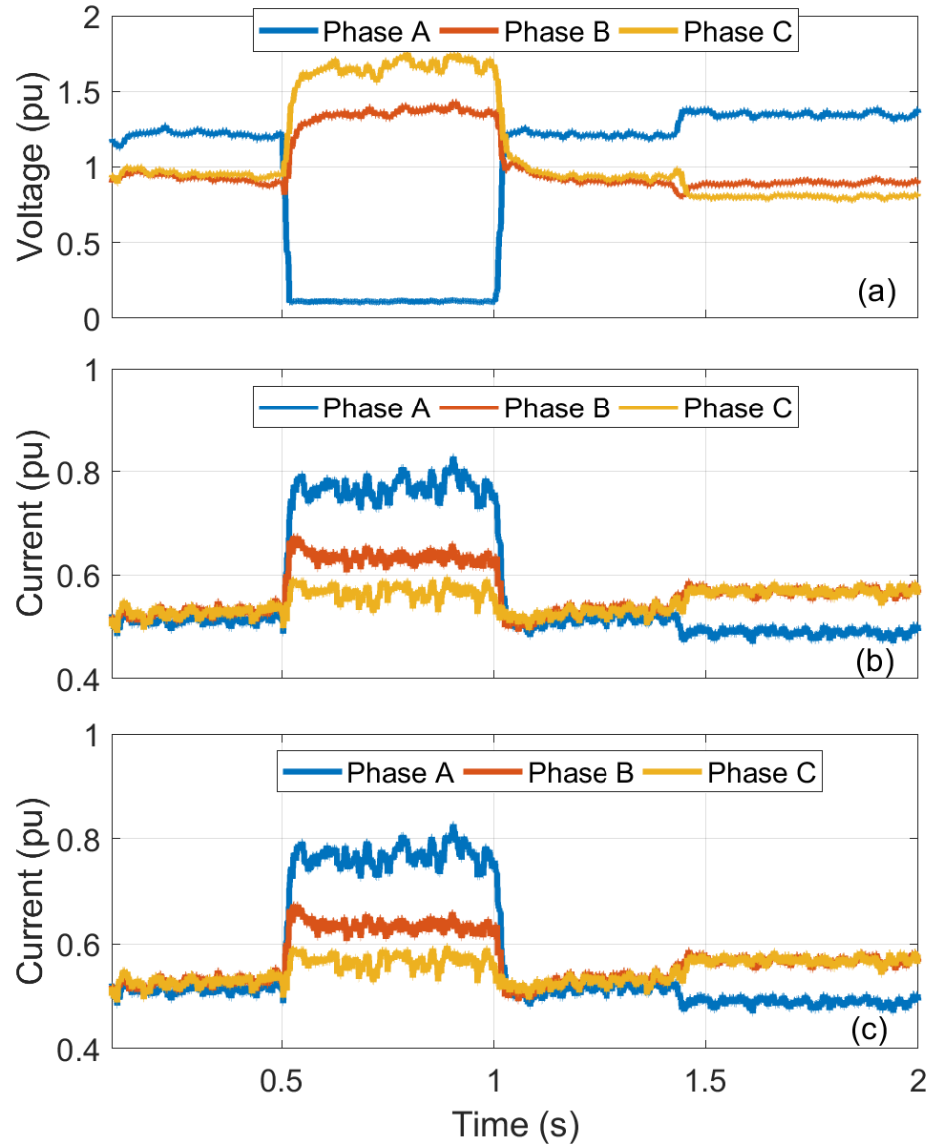 2
Phase A Phase B Phase C
1.5
1
0.5
0
Voltage (pu)
(a)
1
Phase A Phase B Phase C
0.8
0.6
0.4
Current (pu)
(b)
1
Phase A Phase B Phase C
0.8
0.6
0.4
Current (pu)
(c)
0.5 1 1.5 2
Time (s)